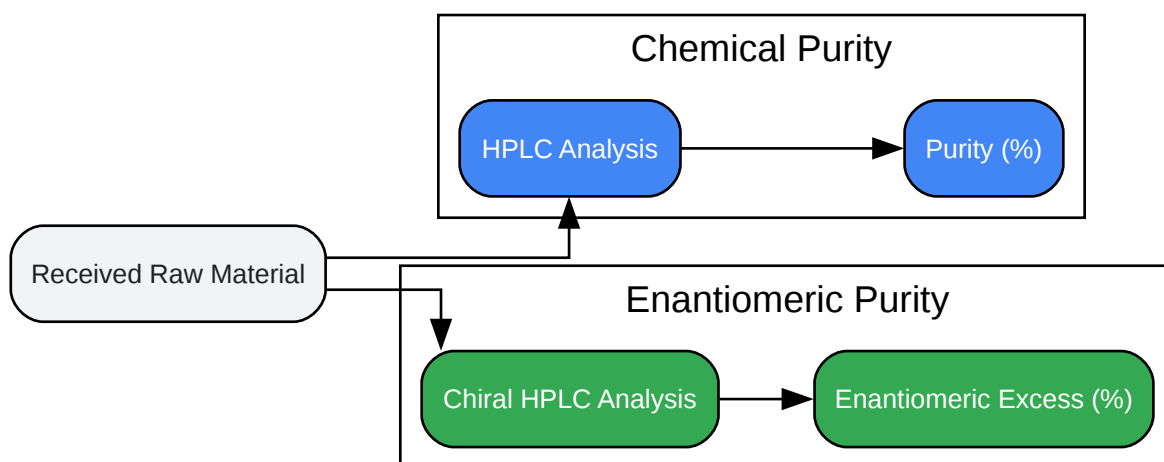 Chemical Purity
HPLC Analysis
Purity (%)
Received Raw Material
Enantiomeric Purity
Chiral HPLC Analysis
Enantiomeric Excess (%)